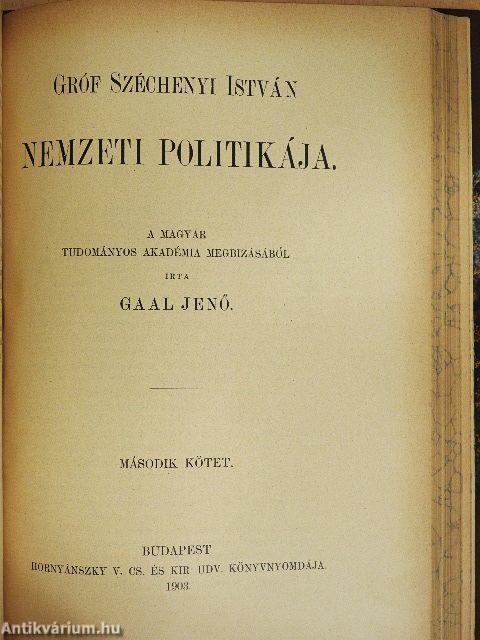 GRÓF SZÉCHENYI ISTVÁN
NEMZETI POLITIKÁJA.
A MAGYAR
TUDOMÁNYOS AKADÉMIA MEGBIZÁSÁBÓL
IRTA
GAAL JENŐ.
MÁSODIK KÖTET.
BUDAPEST
HORNYÁNSZKY V. CS. ÉS KIR UDV. KÖNYVNYOMDÁJA.
1903.
Antikvárium.hu